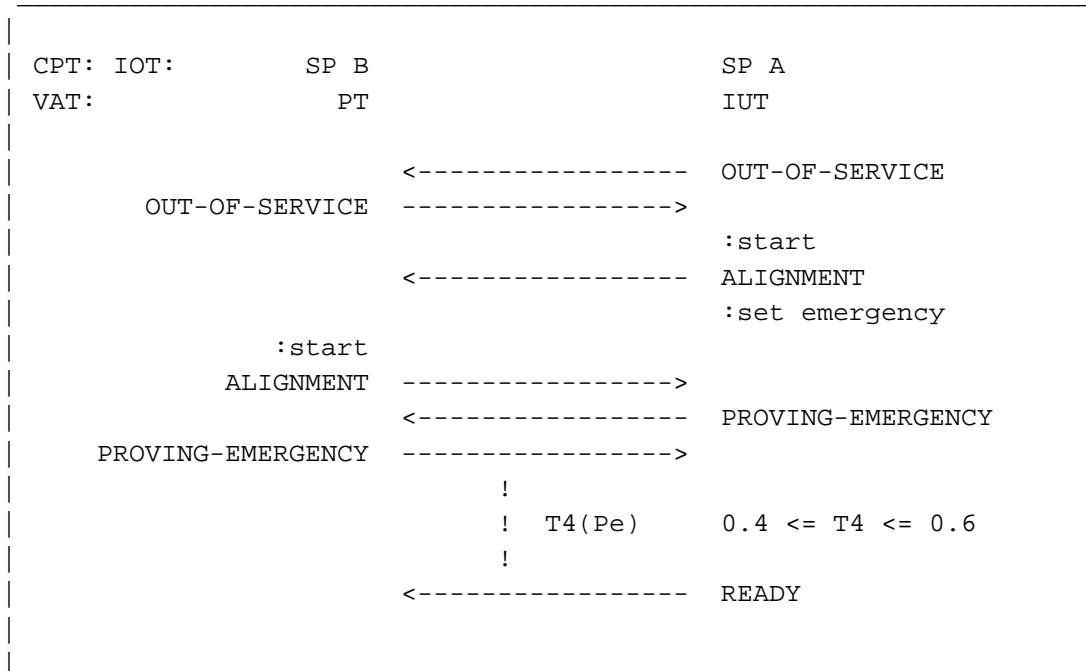 CPT: IOT: SP B SP A
VAT: PT IUT
<----------------- OUT-OF-SERVICE
OUT-OF-SERVICE ----------------->
:start
<----------------- ALIGNMENT
:set emergency
:start
ALIGNMENT ----------------->
<----------------- PROVING-EMERGENCY
PROVING-EMERGENCY ----------------->
!
! T4(Pe) 0.4 <= T4 <= 0.6
!
<----------------- READY